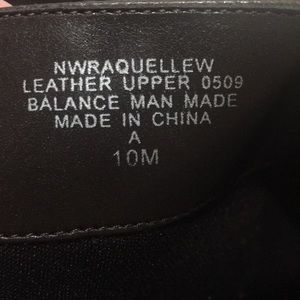 NWRAQUELLEW
LEATHER UPPER 0509
BALANCE MAN MADE
MADE IN CHINA
A
10M